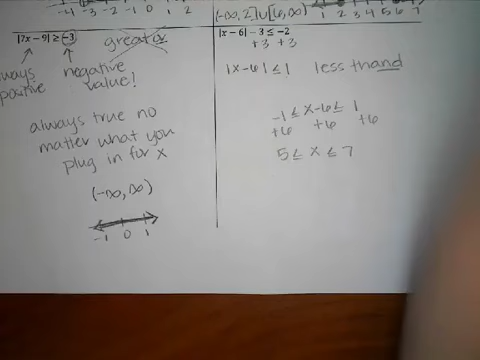 -4 -3 -2 -1 0 1 2
(-∞, 2] ∪ [6, ∞)
1 2 3 4 5 6 7
|7x − 9| ≥ −3
great or
always positive
negative value!
always true no
matter what you
plug in for x
(-∞, ∞)
-1 0 1
|x − 6| − 3 ≤ −2
+3 +3
|x-6| ≤ 1 less thand
-1 ≤ x-6 ≤ 1
+6 +6 +6
5 ≤ x ≤ 7